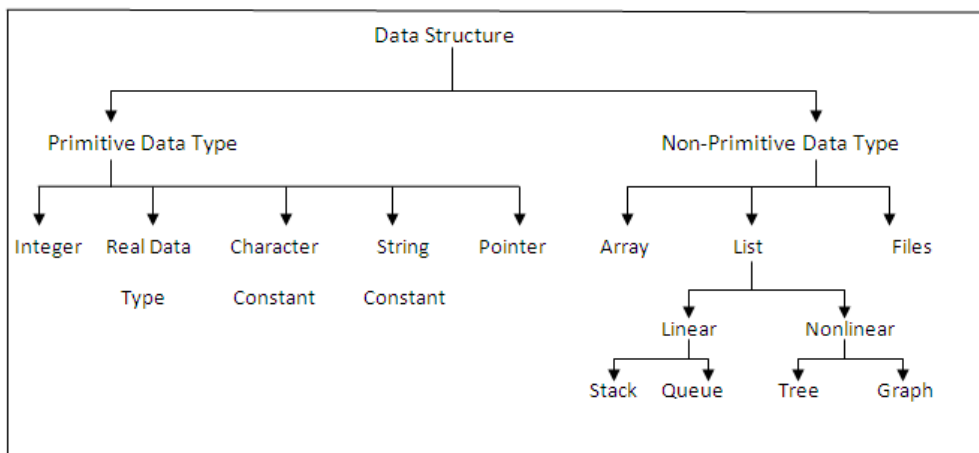 Data Structure
Primitive Data Type
Non-Primitive Data Type
Integer
Real Data
Type
Character
Constant
String
Constant
Pointer
Array
List
Files
Linear
Nonlinear
Stack
Queue
Tree
Graph